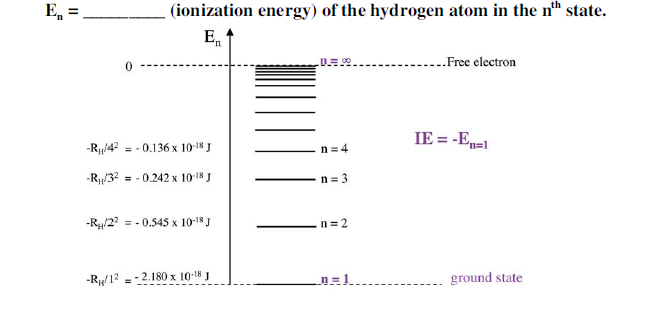 Eₙ = _________ (ionization energy) of the hydrogen atom in the nᵗʰ state.
Eₙ
0 n = ∞ Free electron
-R_H/4² = - 0.136 x 10⁻¹⁸ J n = 4 IE = -Eₙ₌₁
-R_H/3² = - 0.242 x 10⁻¹⁸ J n = 3
-R_H/2² = - 0.545 x 10⁻¹⁸ J n = 2
-R_H/1² = - 2.180 x 10⁻¹⁸ J n = 1 ground state